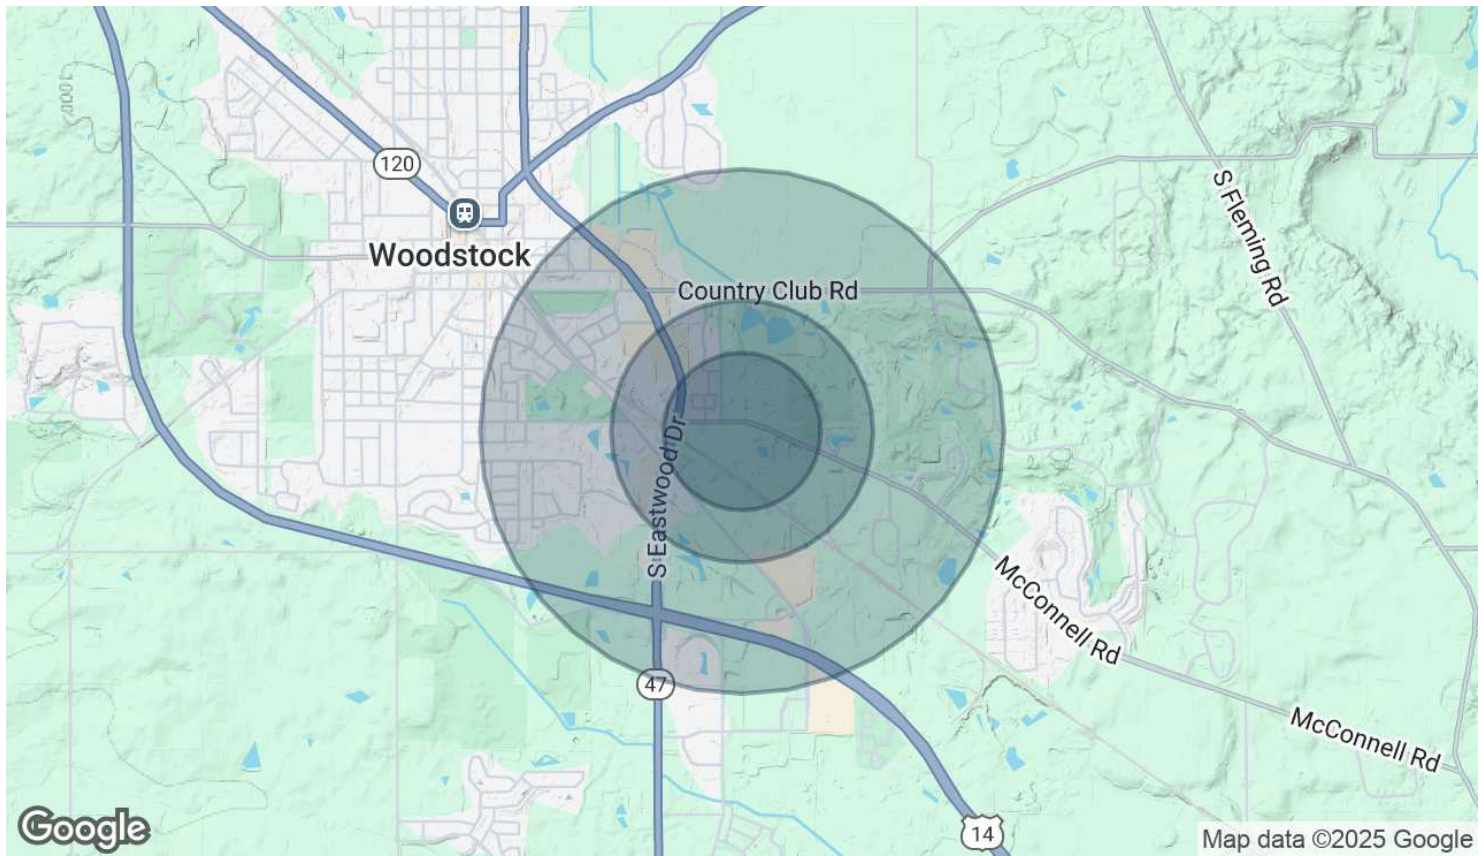 1000
120
S Fleming Rd
Woodstock
Country Club Rd
S Eastwood Dr
McConnell Rd
47
McConnell Rd
14
Google
Map data ©2025 Google